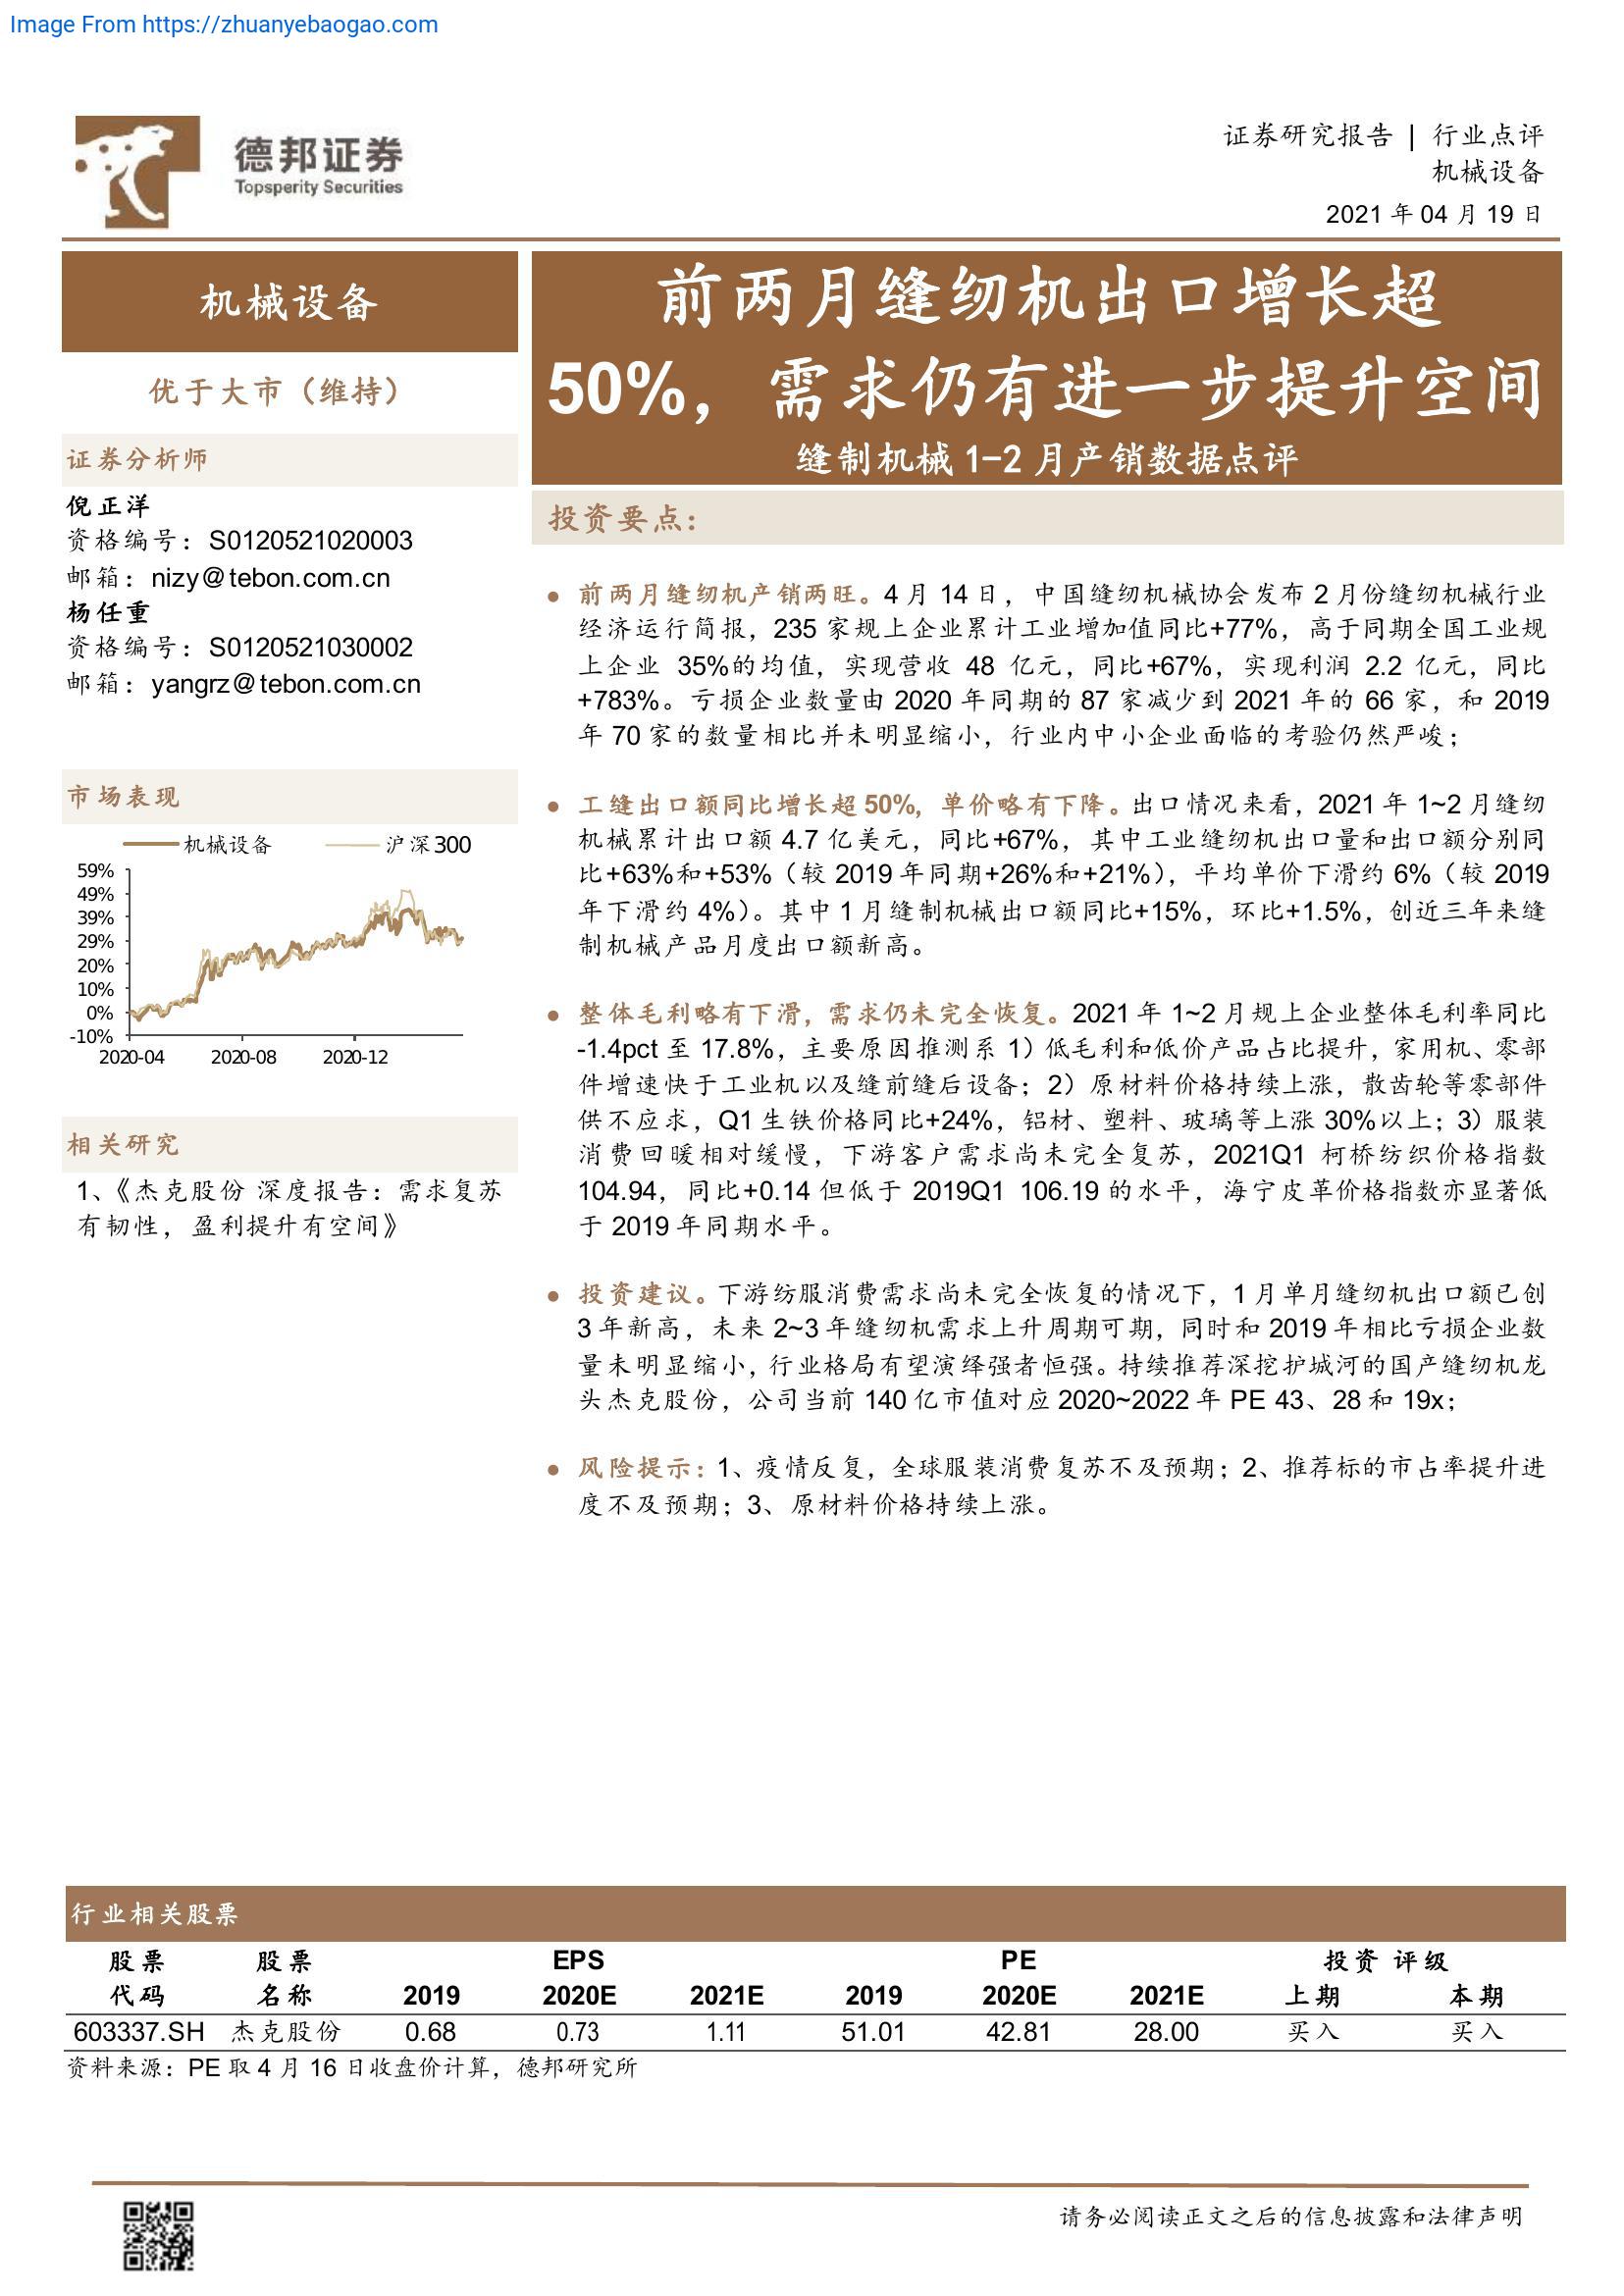 Image From https://zhuanyebaogao.com
德邦证券
Topsperity Securities
证券研究报告 | 行业点评
机械设备
2021 年 04 月 19 日
机械设备
优于大市（维持）
证券分析师
倪正洋
资格编号：S0120521020003
邮箱：nizy@tebon.com.cn
杨任重
资格编号：S0120521030002
邮箱：yangrz@tebon.com.cn
市场表现
机械设备 沪深300
59%
49%
39%
29%
20%
10%
0%
-10%
2020-04 2020-08 2020-12
相关研究
1、《杰克股份 深度报告：需求复苏
有韧性，盈利提升有空间》
前两月缝纫机出口增长超
50%，需求仍有进一步提升空间
缝制机械 1-2 月产销数据点评
投资要点：
● 前两月缝纫机产销两旺。4 月 14 日，中国缝纫机械协会发布 2 月份缝纫机械行业
经济运行简报，235 家规上企业累计工业增加值同比+77%，高于同期全国工业规
上企业 35%的均值，实现营收 48 亿元，同比+67%，实现利润 2.2 亿元，同比
+783%。亏损企业数量由 2020 年同期的 87 家减少到 2021 年的 66 家，和 2019
年 70 家的数量相比并未明显缩小，行业内中小企业面临的考验仍然严峻；
● 工缝出口额同比增长超 50%，单价略有下降。出口情况来看，2021 年 1~2 月缝纫
机械累计出口额 4.7 亿美元，同比+67%，其中工业缝纫机出口量和出口额分别同
比+63%和+53%（较 2019 年同期+26%和+21%），平均单价下滑约 6%（较 2019
年下滑约 4%）。其中 1 月缝制机械出口额同比+15%，环比+1.5%，创近三年来缝
制机械产品月度出口额新高。
● 整体毛利略有下滑，需求仍未完全恢复。2021 年 1~2 月规上企业整体毛利率同比
-1.4pct 至 17.8%，主要原因推测系 1）低毛利和低价产品占比提升，家用机、零部
件增速快于工业机以及缝前缝后设备；2）原材料价格持续上涨，散齿轮等零部件
供不应求，Q1 生铁价格同比+24%，铝材、塑料、玻璃等上涨 30%以上；3）服装
消费回暖相对缓慢，下游客户需求尚未完全复苏，2021Q1 柯桥纺织价格指数
104.94，同比+0.14 但低于 2019Q1 106.19 的水平，海宁皮革价格指数亦显著低
于 2019 年同期水平。
● 投资建议。下游纺服消费需求尚未完全恢复的情况下，1 月单月缝纫机出口额已创
3 年新高，未来 2~3 年缝纫机需求上升周期可期，同时和 2019 年相比亏损企业数
量未明显缩小，行业格局有望演绎强者恒强。持续推荐深挖护城河的国产缝纫机龙
头杰克股份，公司当前 140 亿市值对应 2020~2022 年 PE 43、28 和 19x；
● 风险提示：1、疫情反复，全球服装消费复苏不及预期；2、推荐标的市占率提升进
度不及预期；3、原材料价格持续上涨。
行业相关股票
股票 股票 EPS PE 投资 评级
代码 名称 2019 2020E 2021E 2019 2020E 2021E 上期 本期
603337.SH 杰克股份 0.68 0.73 1.11 51.01 42.81 28.00 买入 买入
资料来源：PE 取 4 月 16 日收盘价计算，德邦研究所
请务必阅读正文之后的信息披露和法律声明